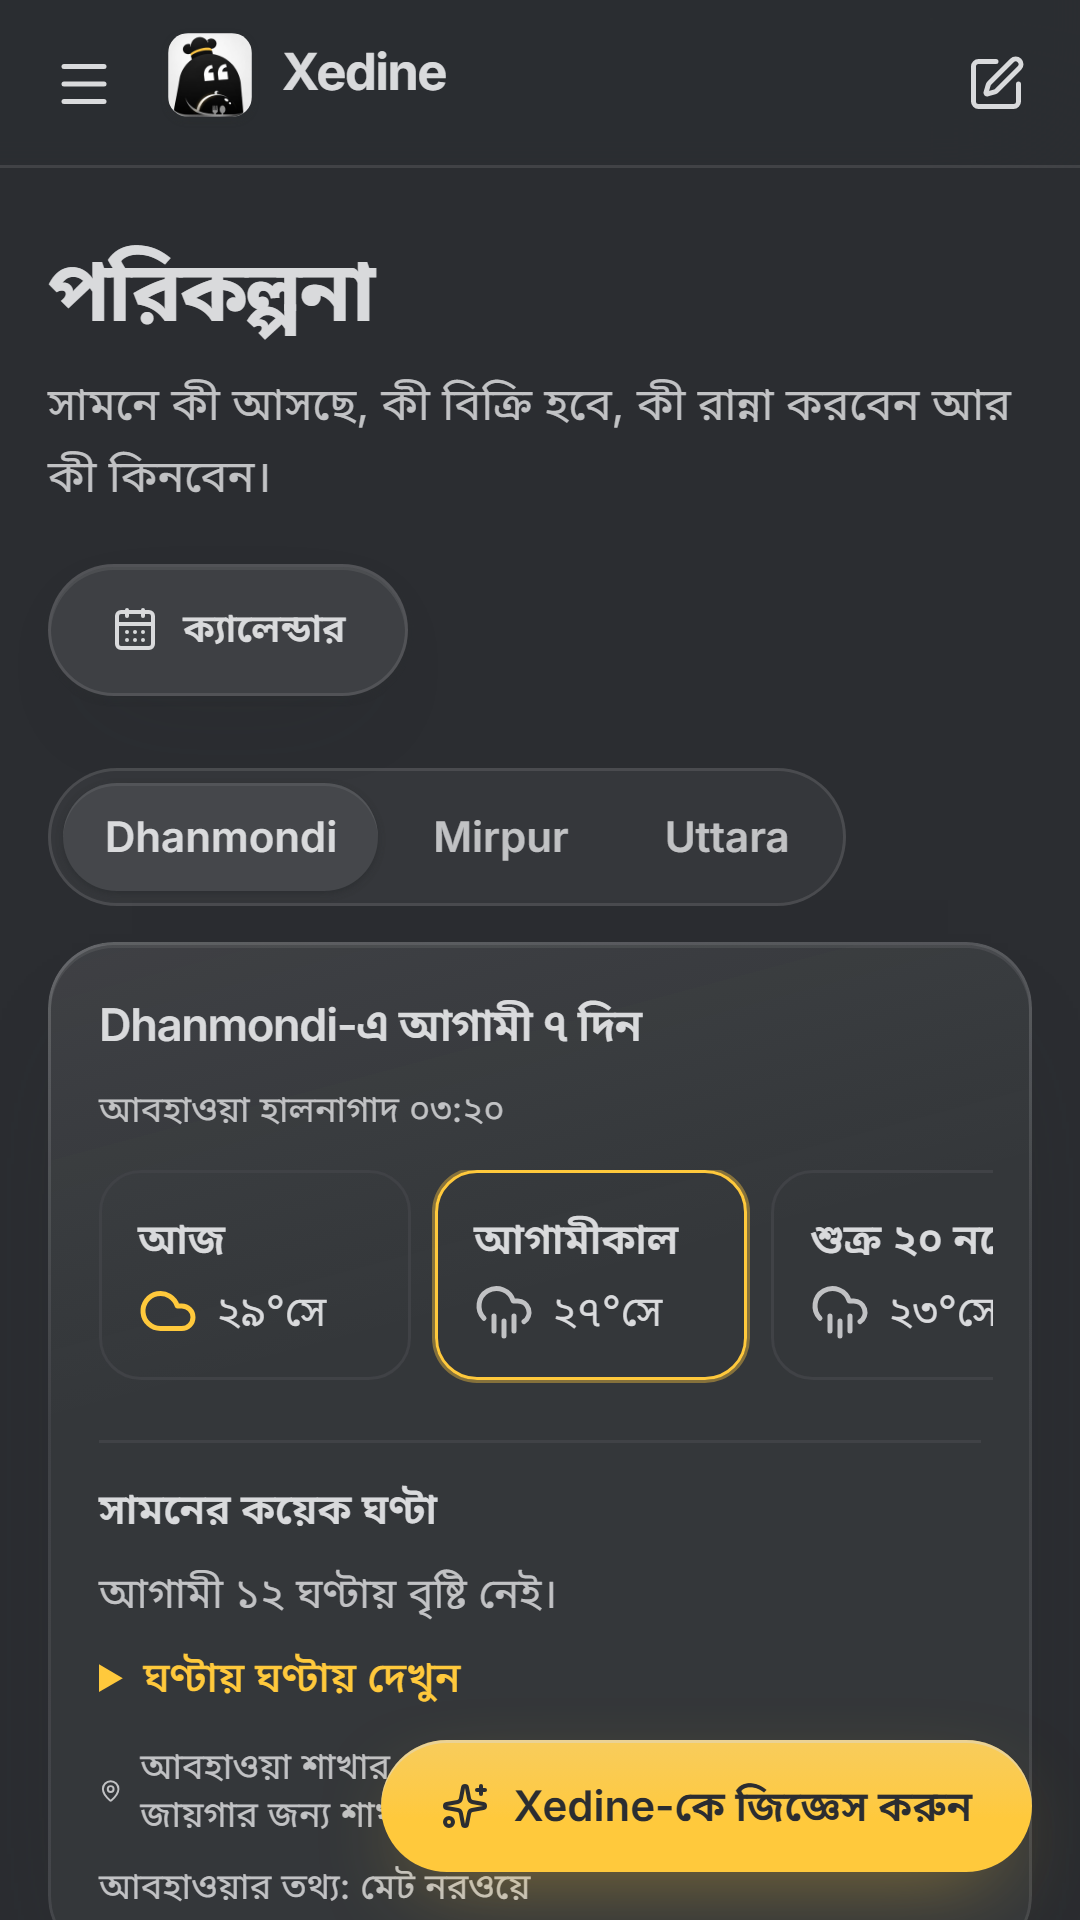 Xedine
পরিকল্পনা
সামনে কী আসছে, কী বিক্রি হবে, কী রান্না করবেন আর
কী কিনবেন।
ক্যালেন্ডার
Dhanmondi Mirpur Uttara
Dhanmondi-এ আগামী ৭ দিন
আবহাওয়া হালনাগাদ ০৩:২০
আজ আগামীকাল শুক্র ২০
২৯°সে ২৭°সে ২৩°সে
সামনের কয়েক ঘণ্টা
আগামী ১২ ঘণ্টায় বৃষ্টি নেই।
ঘণ্টায় ঘণ্টায় দেখুন
আবহাওয়া শাখার
জায়গার জন্য
Xedine-কে জিজ্ঞেস করুন
আবহাওয়ার তথ্য: মেট নরওয়ে